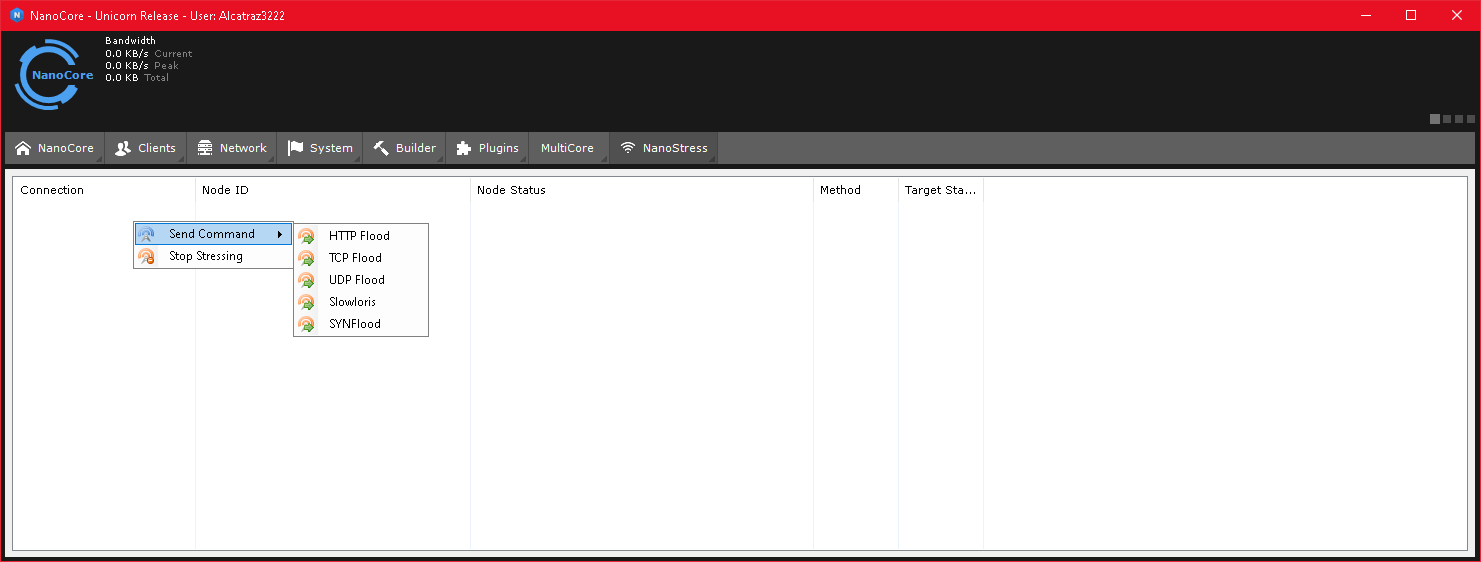 NanoCore - Unicorn Release - User: Alcatraz3222
NanoCore
Bandwidth
0.0 KB/s Current
0.0 KB/s Peak
0.0 KB Total
NanoCore Clients Network System Builder Plugins MultiCore NanoStress
Connection Node ID Node Status Method Target Sta...
Send Command
Stop Stressing
HTTP Flood
TCP Flood
UDP Flood
Slowloris
SYNFlood